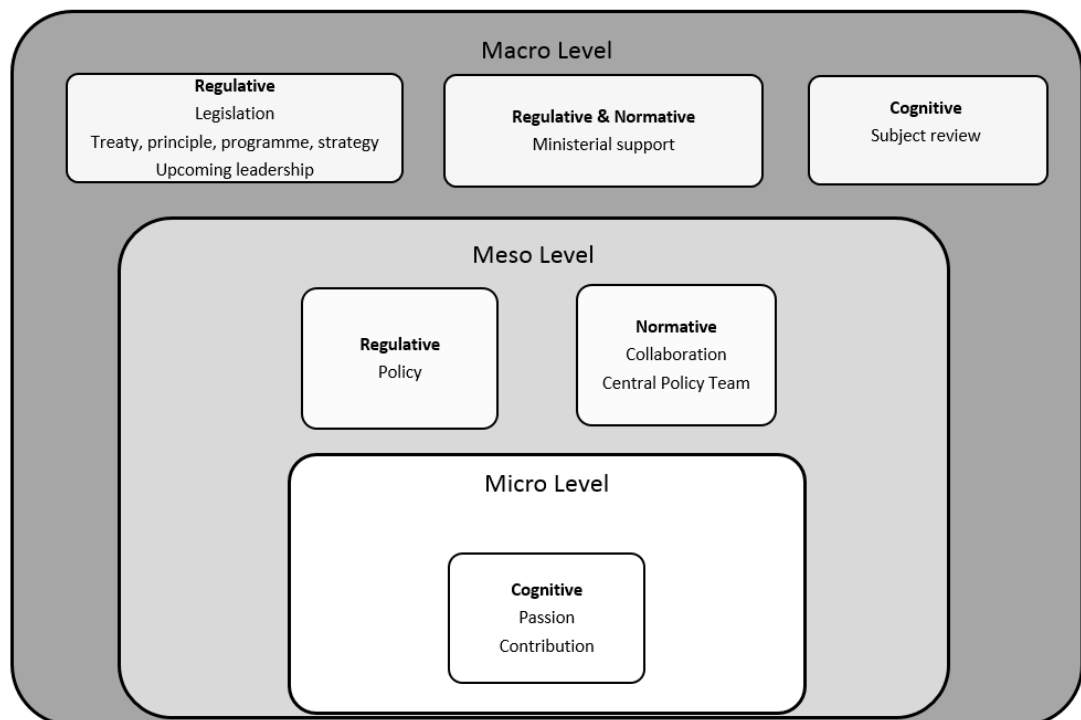 Macro Level
Regulative
Legislation
Treaty, principle, programme, strategy
Upcoming leadership
Regulative & Normative
Ministerial support
Cognitive
Subject review
Meso Level
Regulative
Policy
Normative
Collaboration
Central Policy Team
Micro Level
Cognitive
Passion
Contribution